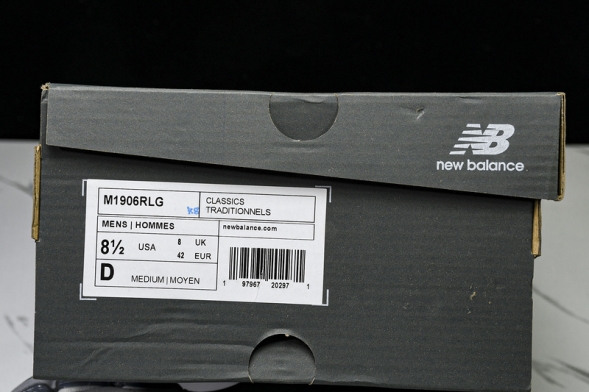 NB
new balance
M1906RLG
CLASSICS
TRADITIONNELS
MENS | HOMMES
newbalance.com
8½ USA 8 UK
42 EUR
D MEDIUM | MOYEN
1 97967 20297 1